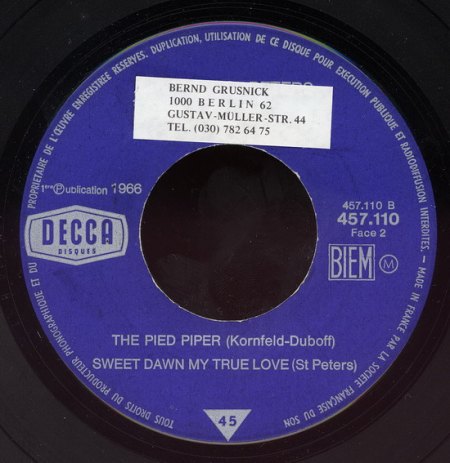 TOUS DROITS DU PRODUCTEUR PHONOGRAPHIQUE ET DU PROPRIETAIRE DE L'ŒUVRE ENREGISTREE RESERVES. DUPLICATION, UTILISATION DE CE DISQUE POUR EXECUTION PUBLIQUE ET RADIODIFFUSION INTERDITES. — MADE IN FRANCE PAR LA SOCIÉTÉ FRANÇAISE DU SON
BERND GRUSNICK
1000 BERLIN 62
GUSTAV-MÜLLER-STR. 44
TEL. (030) 782 64 75
1ère Ⓟublication 1966
457.110 B
457.110
Face 2
DECCA
DISQUES
BIEM
M
THE PIED PIPER (Kornfeld-Duboff)
SWEET DAWN MY TRUE LOVE (St Peters)
45